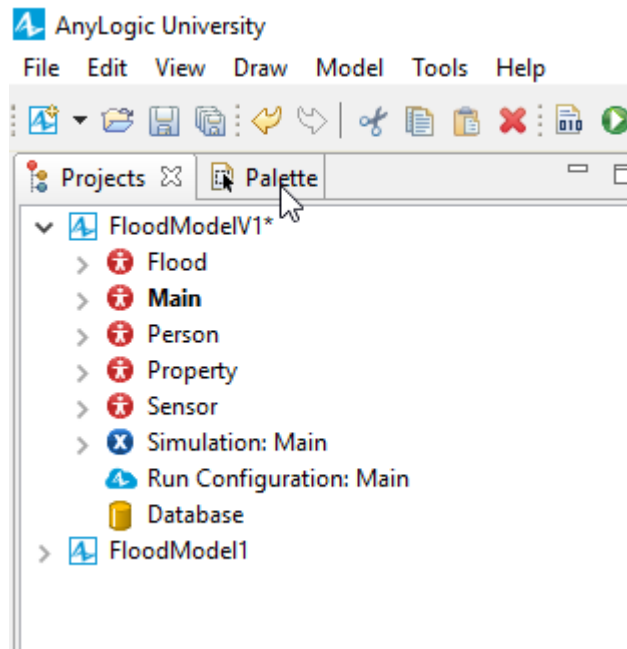 AnyLogic University
File Edit View Draw Model Tools Help
010
Projects Palette
FloodModelV1*
Flood
Main
Person
Property
Sensor
Simulation: Main
Run Configuration: Main
Database
FloodModel1